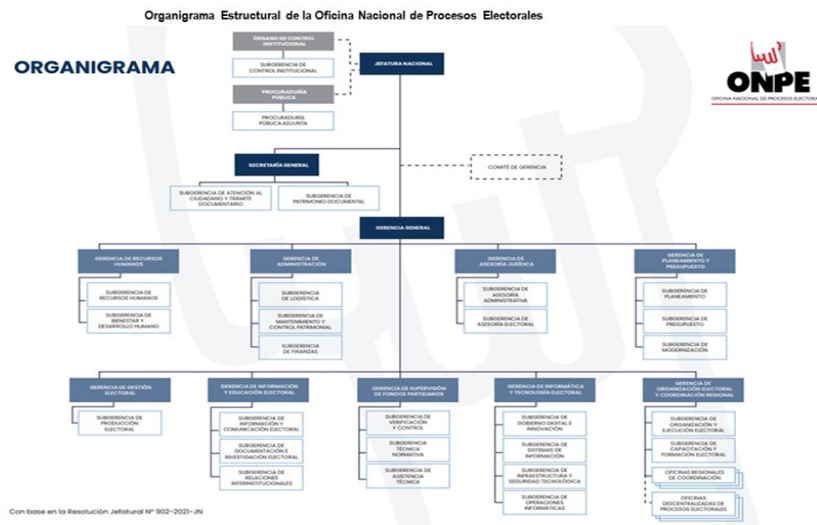 Organigrama Estructural de la Oficina Nacional de Procesos Electorales
ORGANIGRAMA
ÓRGANO DE CONTROL
INSTITUCIONAL
SUBGERENCIA DE
CONTROL INSTITUCIONAL
PROCURADURÍA
PÚBLICA
PROCURADURÍA
PÚBLICA ADJUNTA
JEFATURA NACIONAL
ONPE
OFICINA NACIONAL DE PROCESOS ELECTORA
SECRETARÍA GENERAL
COMITÉ DE GERENCIA
SUBGERENCIA DE ATENCIÓN AL
CIUDADANO Y TRÁMITE
DOCUMENTARIO
SUBGERENCIA DE
PATRIMONIO DOCUMENTAL
GERENCIA GENERAL
GERENCIA DE RECURSOS
HUMANOS
SUBGERENCIA DE
RECURSOS HUMANOS
SUBGERENCIA DE
BIENESTAR Y
DESARROLLO HUMANO
GERENCIA DE
ADMINISTRACIÓN
SUBGERENCIA
DE LOGÍSTICA
SUBGERENCIA DE
MANTENIMIENTO Y
CONTROL PATRIMONIAL
SUBGERENCIA
DE FINANZAS
GERENCIA DE
ASESORÍA JURÍDICA
SUBGERENCIA DE
ASESORÍA
ADMINISTRATIVA
SUBGERENCIA DE
ASESORÍA ELECTORAL
GERENCIA DE
PLANEAMIENTO Y
PRESUPUESTO
SUBGERENCIA DE
PLANEAMIENTO
SUBGERENCIA DE
PRESUPUESTO
SUBGERENCIA DE
MODERNIZACIÓN
GERENCIA DE GESTIÓN
ELECTORAL
SUBGERENCIA DE
PRODUCCIÓN
ELECTORAL
GERENCIA DE INFORMACIÓN
Y EDUCACIÓN ELECTORAL
SUBGERENCIA DE
INFORMACIÓN Y
COMUNICACIÓN ELECTORAL
SUBGERENCIA DE
DOCUMENTACIÓN E
INVESTIGACIÓN ELECTORAL
SUBGERENCIA DE
RELACIONES
INTERINSTITUCIONALES
GERENCIA DE SUPERVISIÓN
DE FONDOS PARTIDARIOS
SUBGERENCIA DE
VERIFICACIÓN
Y CONTROL
SUBGERENCIA
TÉCNICA
NORMATIVA
SUBGERENCIA DE
ASISTENCIA
TÉCNICA
GERENCIA DE INFORMÁTICA
Y TECNOLOGÍA ELECTORAL
SUBGERENCIA DE
GOBIERNO DIGITAL E
INNOVACIÓN
SUBGERENCIA DE
SISTEMAS DE
INFORMACIÓN
SUBGERENCIA DE
INFRAESTRUCTURA Y
SEGURIDAD TECNOLÓGICA
SUBGERENCIA DE
OPERACIONES
INFORMÁTICAS
GERENCIA DE
ORGANIZACIÓN ELECTORAL
Y COORDINACIÓN REGIONAL
SUBGERENCIA DE
ORGANIZACIÓN Y
EJECUCIÓN ELECTORAL
SUBGERENCIA DE
CAPACITACIÓN Y
FORMACIÓN ELECTORAL
OFICINAS REGIONALES
DE COORDINACIÓN
OFICINAS
DESCENTRALIZADAS DE
PROCESOS ELECTORALES
Con base en la Resolución Jefatural Nº 902-2021-JN